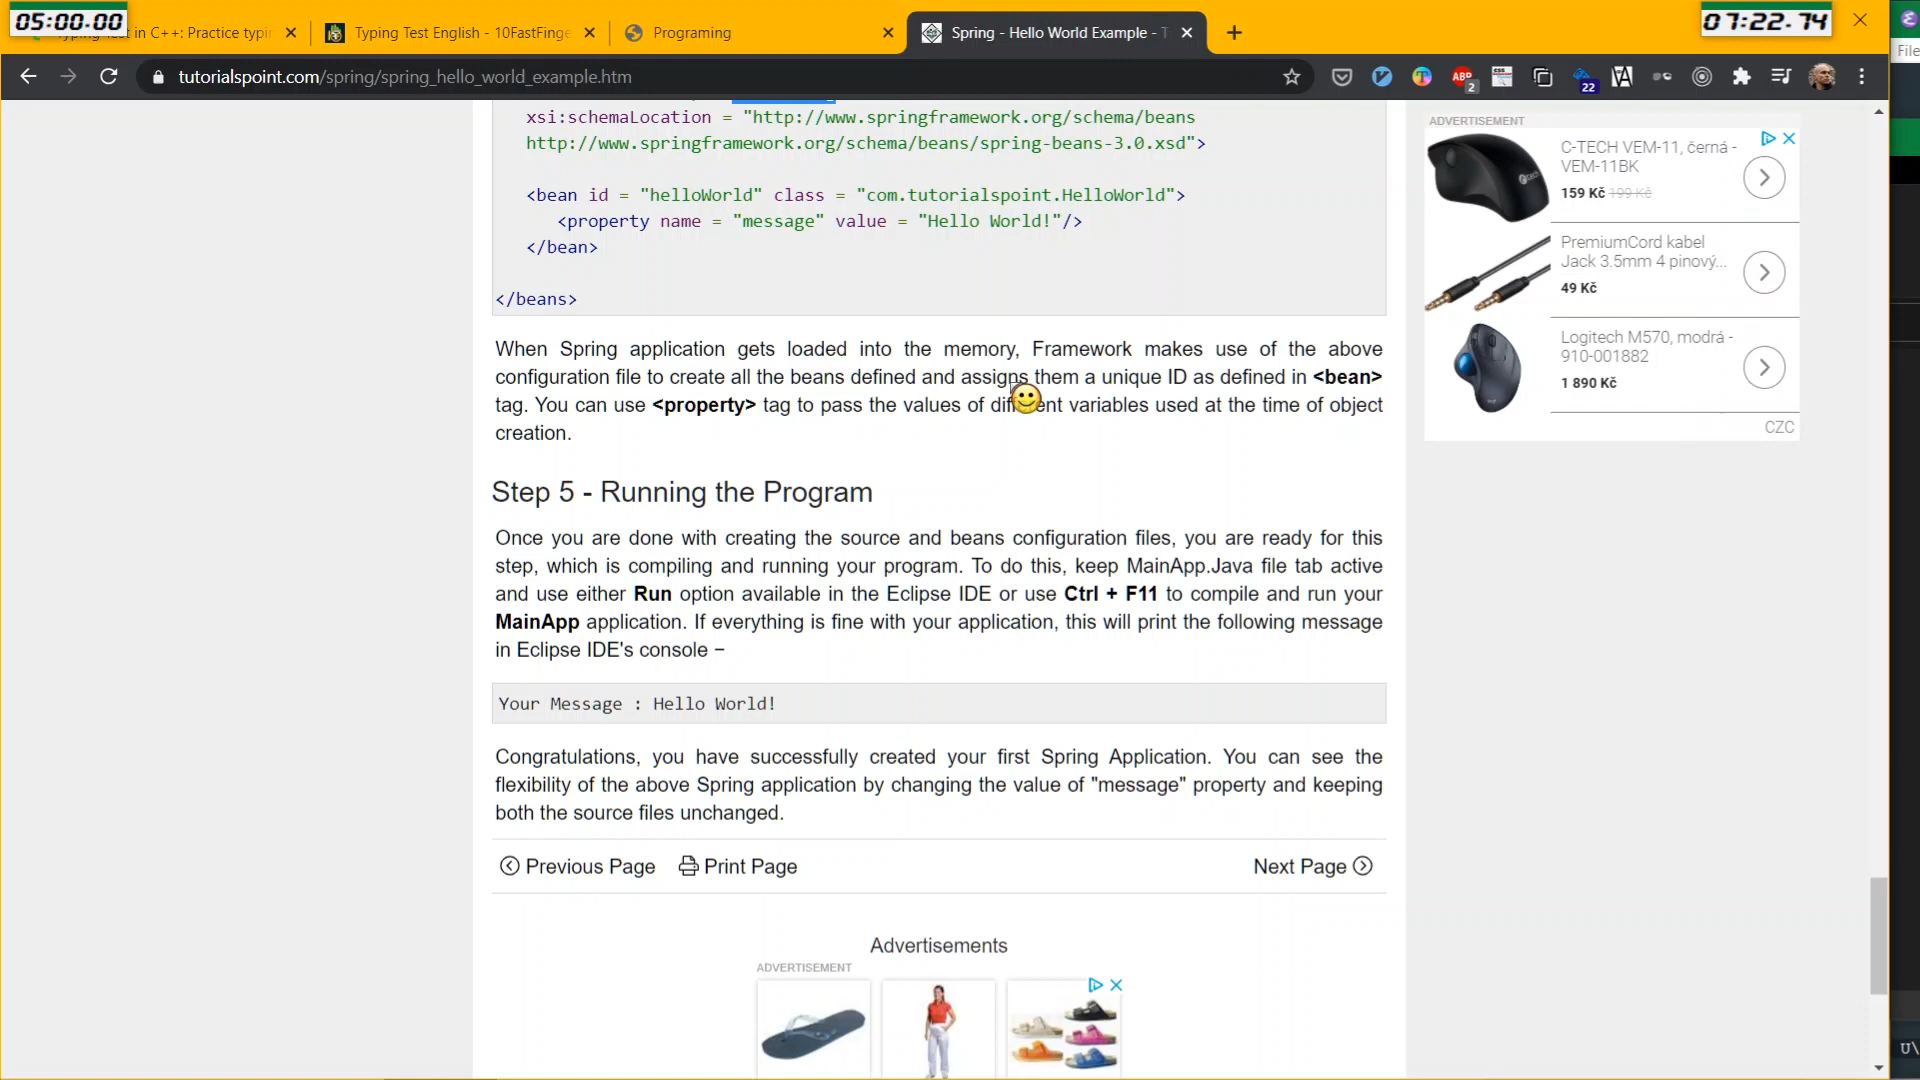 05:00.00
in C++: Practice typin
Typing Test English - 10FastFinge
Programing
Spring - Hello World Example - T
07:22.74
tutorialspoint.com/spring/spring_hello_world_example.htm
ABP
2
22
File
xsi:schemaLocation = "http://www.springframework.org/schema/beans
http://www.springframework.org/schema/beans/spring-beans-3.0.xsd">
<bean id = "helloWorld" class = "com.tutorialspoint.HelloWorld">
<property name = "message" value = "Hello World!"/>
</bean>
</beans>
When Spring application gets loaded into the memory, Framework makes use of the above
configuration file to create all the beans defined and assigns them a unique ID as defined in <bean>
tag. You can use <property> tag to pass the values of different variables used at the time of object
creation.
Step 5 - Running the Program
Once you are done with creating the source and beans configuration files, you are ready for this
step, which is compiling and running your program. To do this, keep MainApp.Java file tab active
and use either Run option available in the Eclipse IDE or use Ctrl + F11 to compile and run your
MainApp application. If everything is fine with your application, this will print the following message
in Eclipse IDE's console −
Your Message : Hello World!
Congratulations, you have successfully created your first Spring Application. You can see the
flexibility of the above Spring application by changing the value of "message" property and keeping
both the source files unchanged.
Previous Page
Print Page
Next Page
Advertisements
ADVERTISEMENT
ADVERTISEMENT
C-TECH VEM-11, černá -
VEM-11BK
159 Kč 199 Kč
PremiumCord kabel
Jack 3.5mm 4 pinový...
49 Kč
Logitech M570, modrá -
910-001882
1 890 Kč
CZC
U\